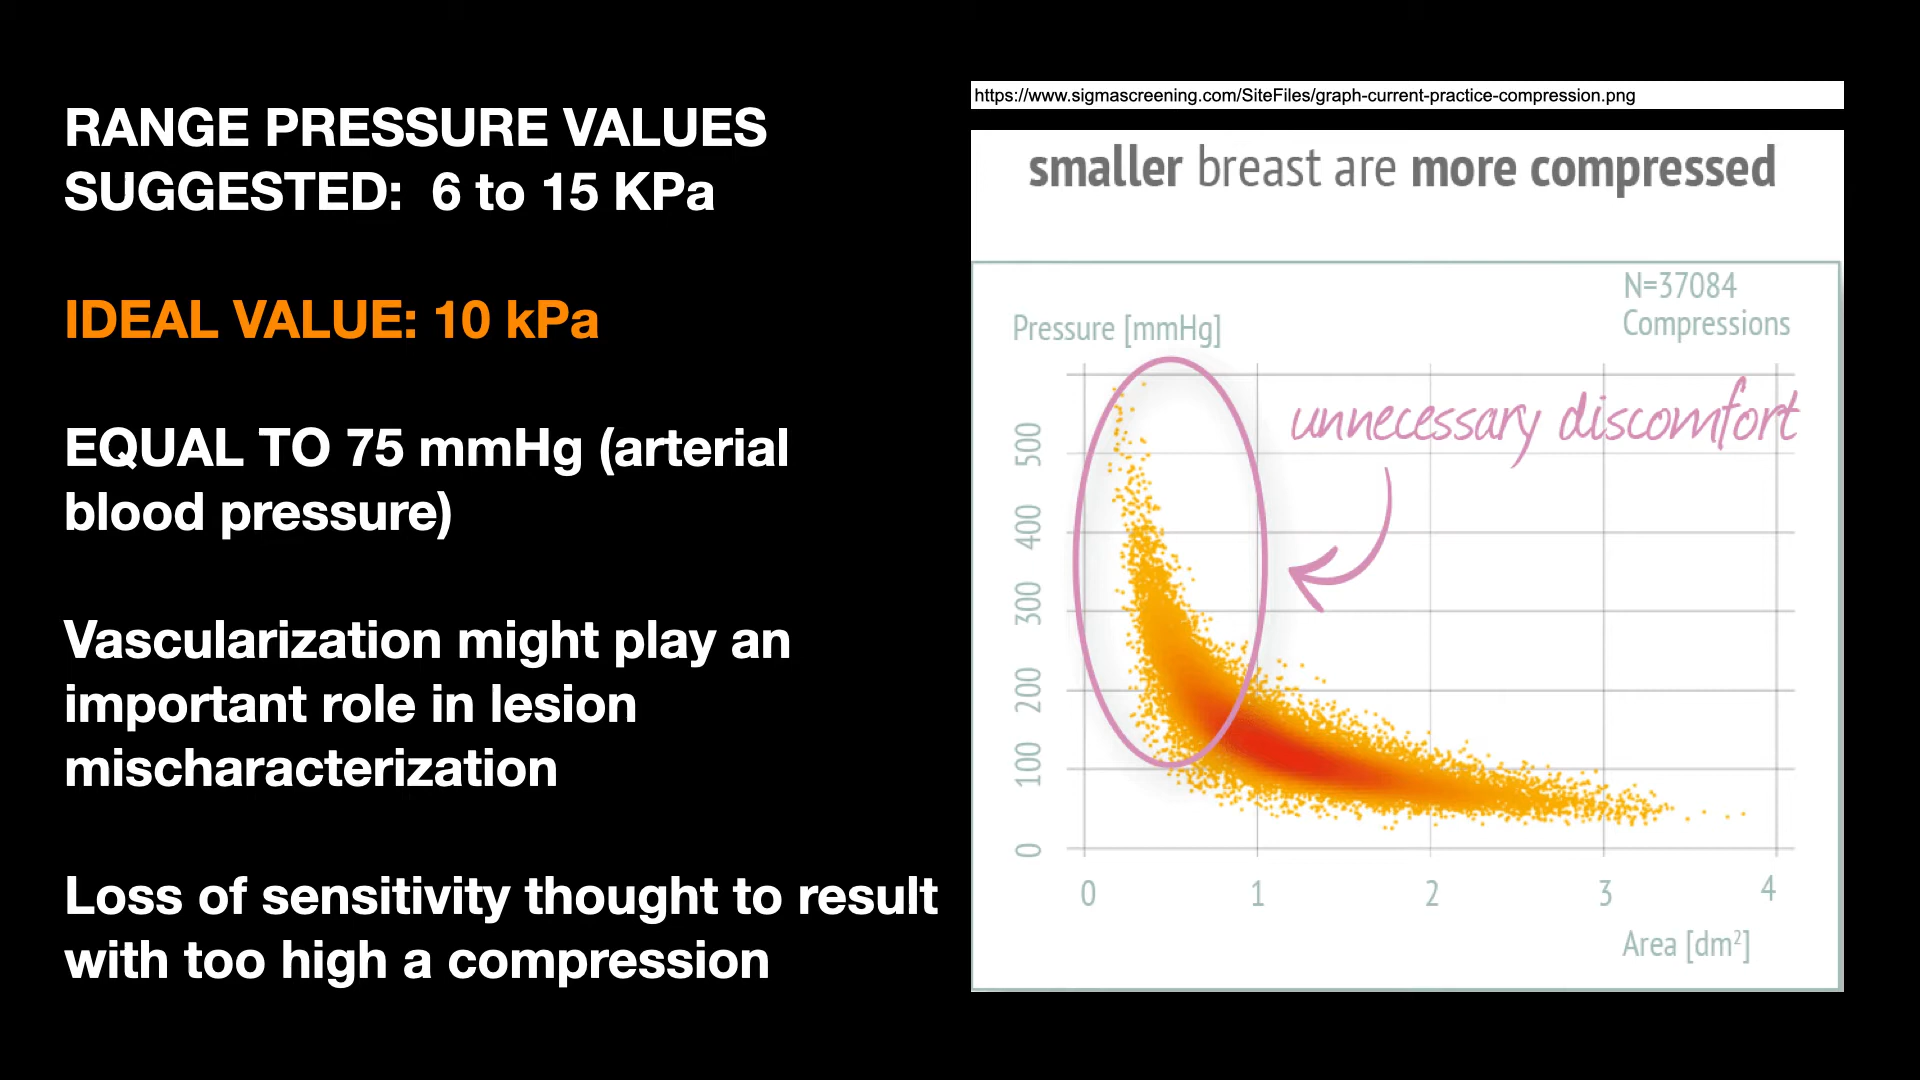 RANGE PRESSURE VALUES
SUGGESTED:  6 to 15 KPa
IDEAL VALUE: 10 kPa
EQUAL TO 75 mmHg (arterial
blood pressure)
Vascularization might play an
important role in lesion
mischaracterization
Loss of sensitivity thought to result
with too high a compression
https://www.sigmascreening.com/SiteFiles/graph-current-practice-compression.png
smaller breast are more compressed
N=37084
Compressions
Pressure [mmHg]
unnecessary discomfort
500
400
300
200
100
0
0 1 2 3 4
Area [dm²]